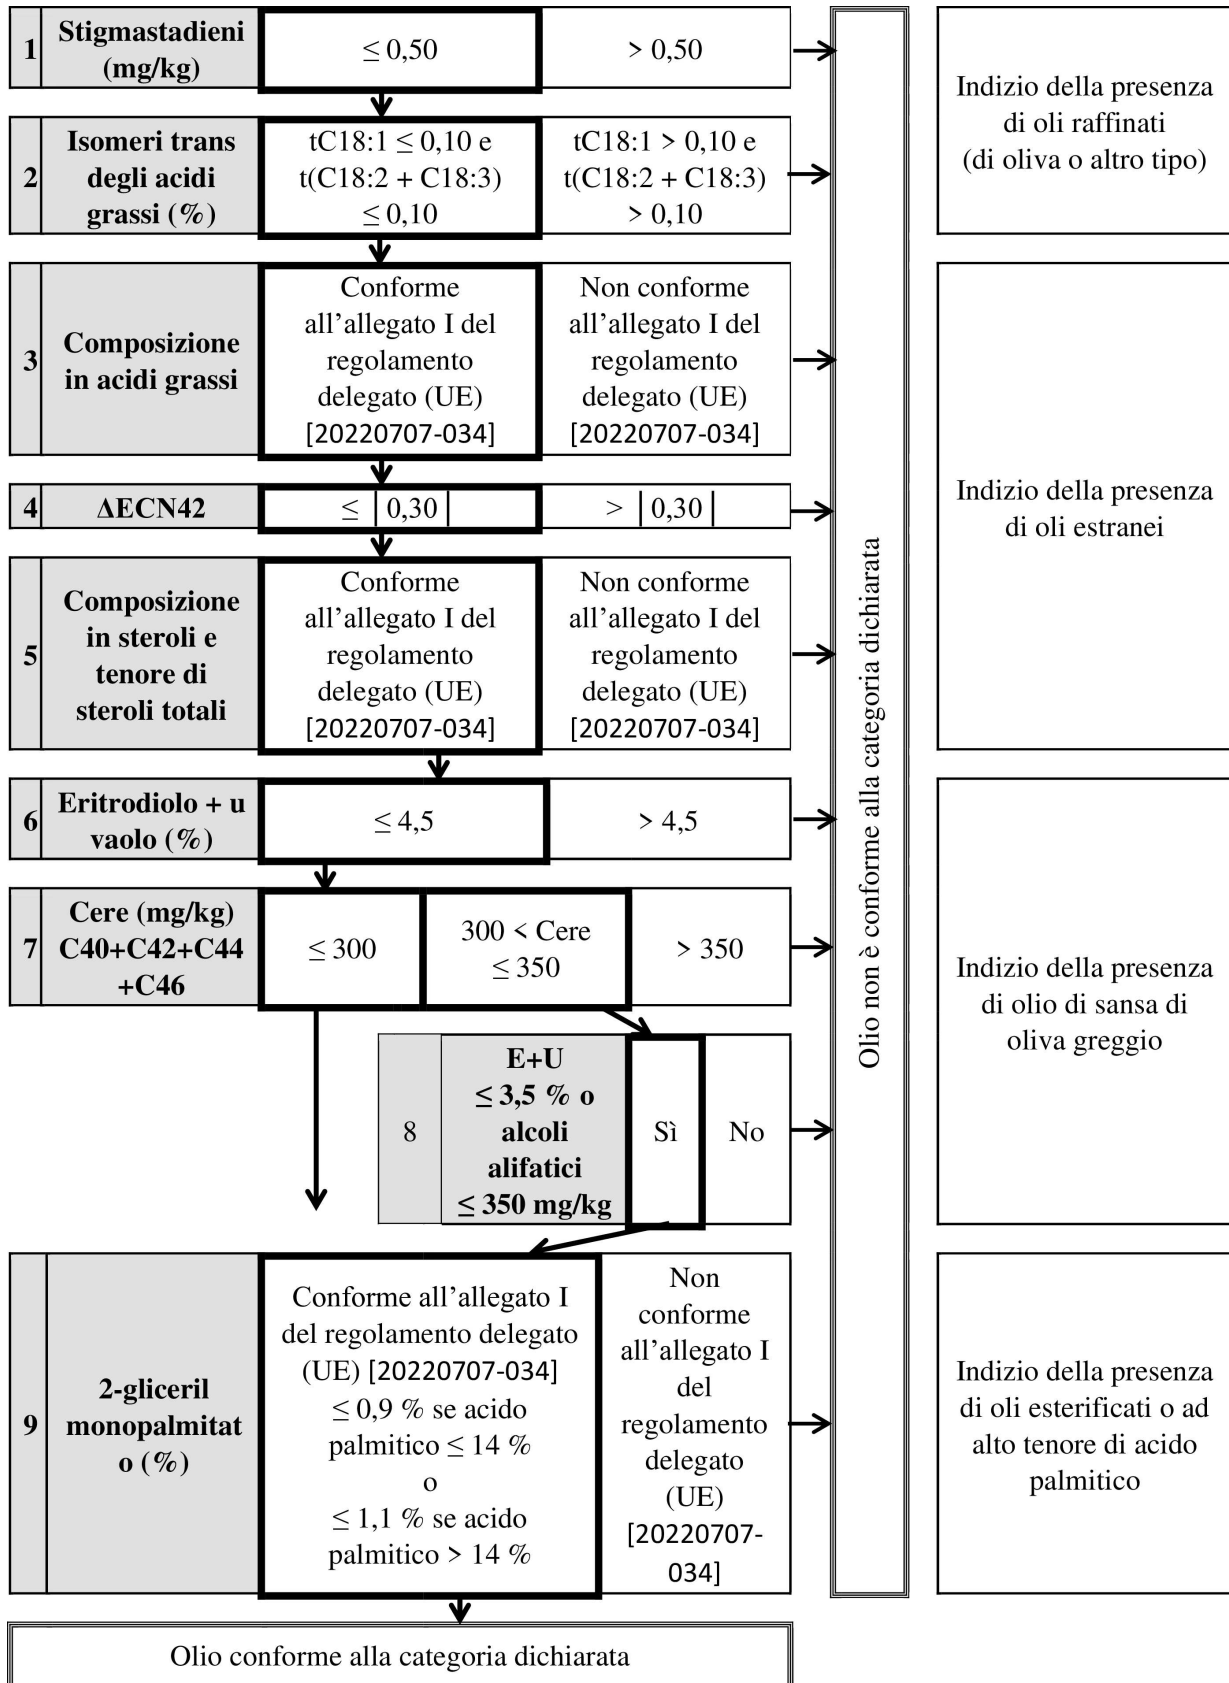 1
Stigmastadieni
(mg/kg)
≤ 0,50
> 0,50
2
Isomeri trans
degli acidi
grassi (%)
tC18:1 ≤ 0,10 e
t(C18:2 + C18:3)
≤ 0,10
tC18:1 > 0,10 e
t(C18:2 + C18:3)
> 0,10
Indizio della presenza
di oli raffinati
(di oliva o altro tipo)
3
Composizione
in acidi grassi
Conforme
all’allegato I del
regolamento
delegato (UE)
[20220707-034]
Non conforme
all’allegato I del
regolamento
delegato (UE)
[20220707-034]
4
ΔECN42
≤ |0,30|
> |0,30|
5
Composizione
in steroli e
tenore di
steroli totali
Conforme
all’allegato I del
regolamento
delegato (UE)
[20220707-034]
Non conforme
all’allegato I del
regolamento
delegato (UE)
[20220707-034]
Indizio della presenza
di oli estranei
6
Eritrodiolo + u
vaolo (%)
≤ 4,5
> 4,5
7
Cere (mg/kg)
C40+C42+C44
+C46
≤ 300
300 < Cere
≤ 350
> 350
8
E+U
≤ 3,5 % o
alcoli
alifatici
≤ 350 mg/kg
Sì
No
Indizio della presenza
di olio di sansa di
oliva greggio
9
2-gliceril
monopalmitat
o (%)
Conforme all’allegato I
del regolamento delegato
(UE) [20220707-034]
≤ 0,9 % se acido
palmitico ≤ 14 %
o
≤ 1,1 % se acido
palmitico > 14 %
Non
conforme
all’allegato I
del
regolamento
delegato
(UE)
[20220707-
034]
Indizio della presenza
di oli esterificati o ad
alto tenore di acido
palmitico
Olio non è conforme alla categoria dichiarata
Olio conforme alla categoria dichiarata